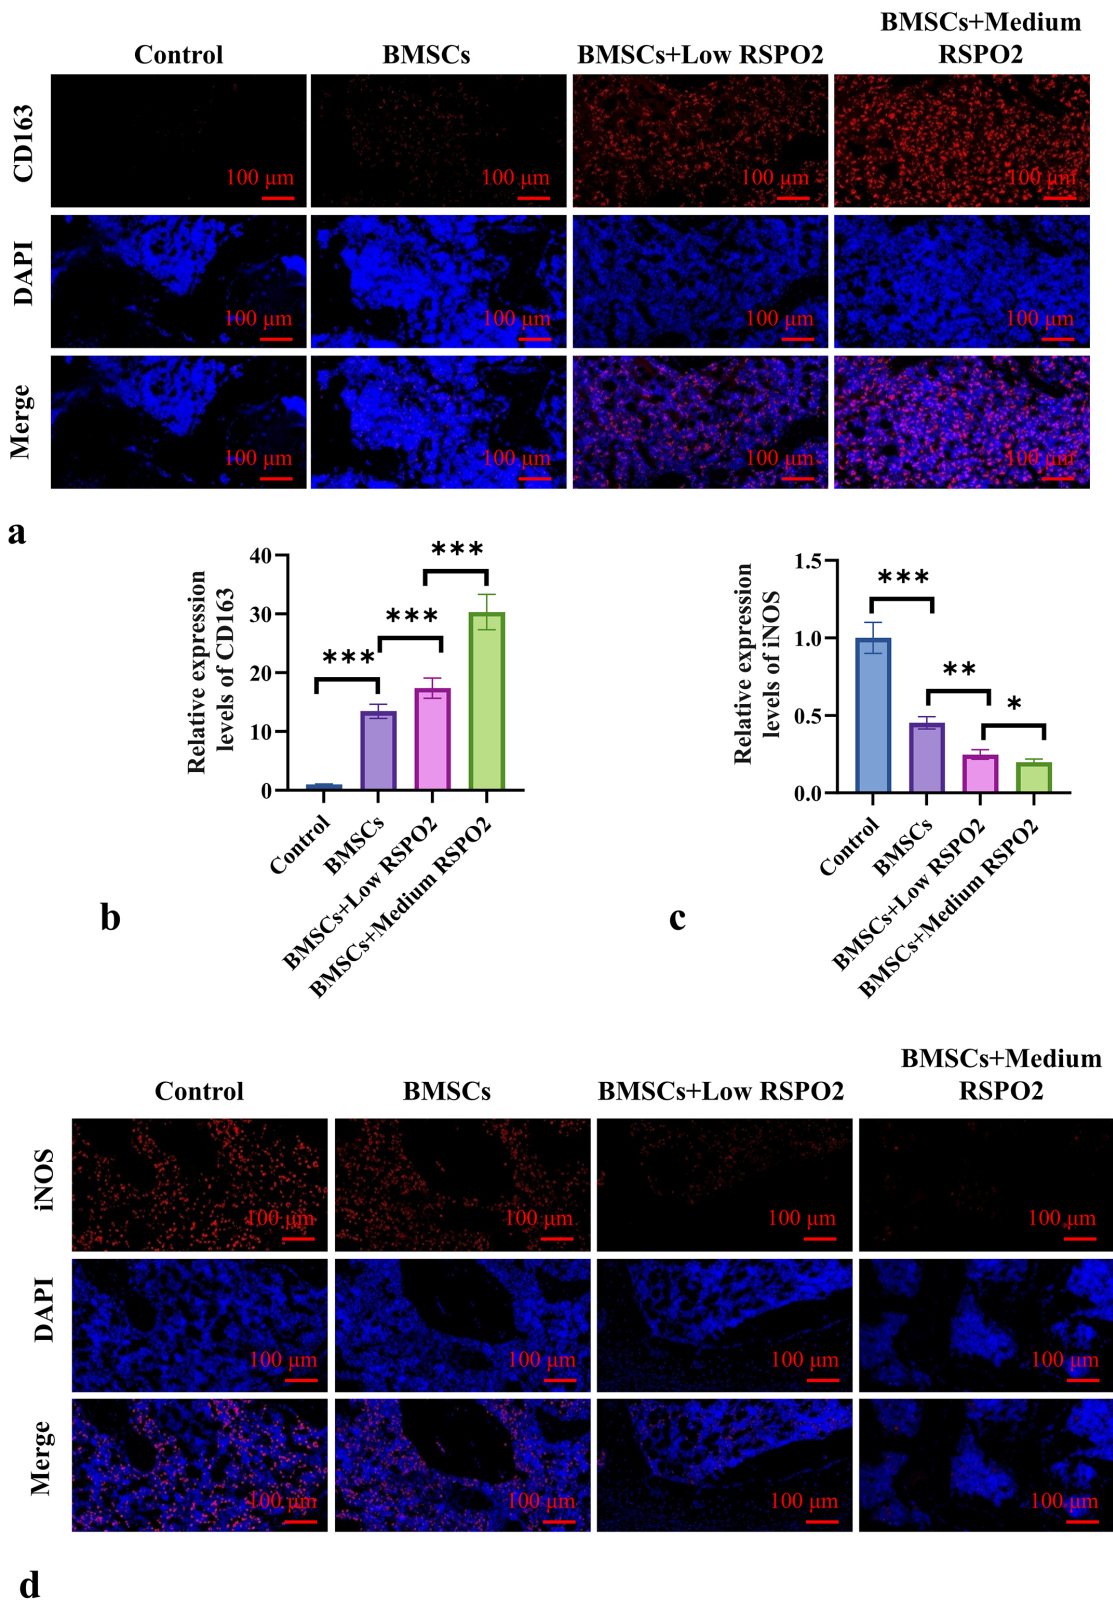 Control
BMSCs
BMSCs+Low RSPO2
BMSCs+Medium
RSPO2
CD163
100 μm
100 μm
100 μm
100 μm
DAPI
100 μm
100 μm
100 μm
100 μm
Merge
100 μm
100 μm
100 μm
100 μm
a
Relative expression
levels of CD163
40
30
20
10
0
***
***
***
Control
BMSCs
BMSCs+Low RSPO2
BMSCs+Medium RSPO2
b
Relative expression
levels of iNOS
1.5
1.0
0.5
0.0
***
**
*
Control
BMSCs
BMSCs+Low RSPO2
BMSCs+Medium RSPO2
c
Control
BMSCs
BMSCs+Low RSPO2
BMSCs+Medium
RSPO2
iNOS
100 μm
100 μm
100 μm
100 μm
DAPI
100 μm
100 μm
100 μm
100 μm
Merge
100 μm
100 μm
100 μm
100 μm
d